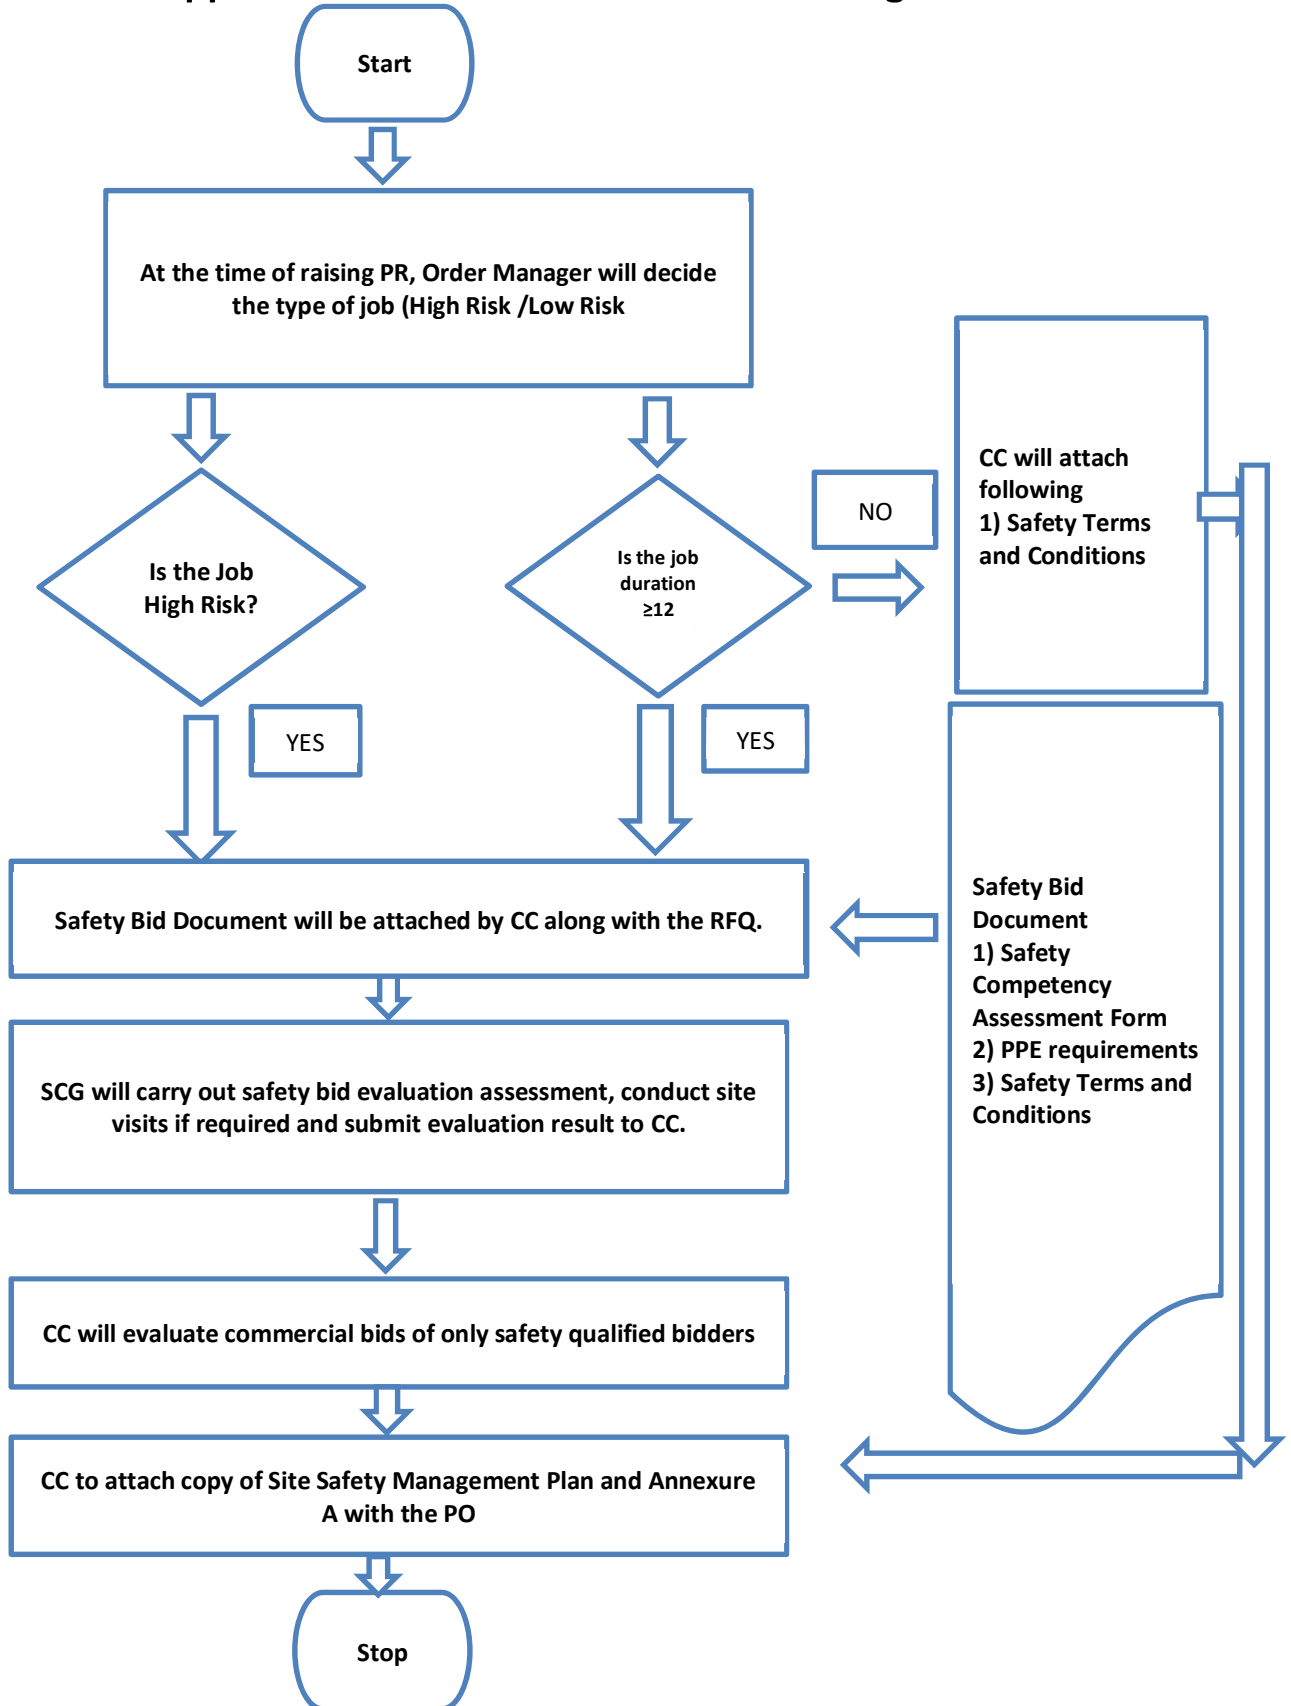 Start
At the time of raising PR, Order Manager will decide
the type of job (High Risk /Low Risk
CC will attach
following
1) Safety Terms
and Conditions
NO
Is the Job
High Risk?
Is the job
duration
≥12
YES
YES
Safety Bid Document will be attached by CC along with the RFQ.
Safety Bid
Document
1) Safety
Competency
Assessment Form
2) PPE requirements
3) Safety Terms and
Conditions
SCG will carry out safety bid evaluation assessment, conduct site
visits if required and submit evaluation result to CC.
CC will evaluate commercial bids of only safety qualified bidders
CC to attach copy of Site Safety Management Plan and Annexure
A with the PO
Stop